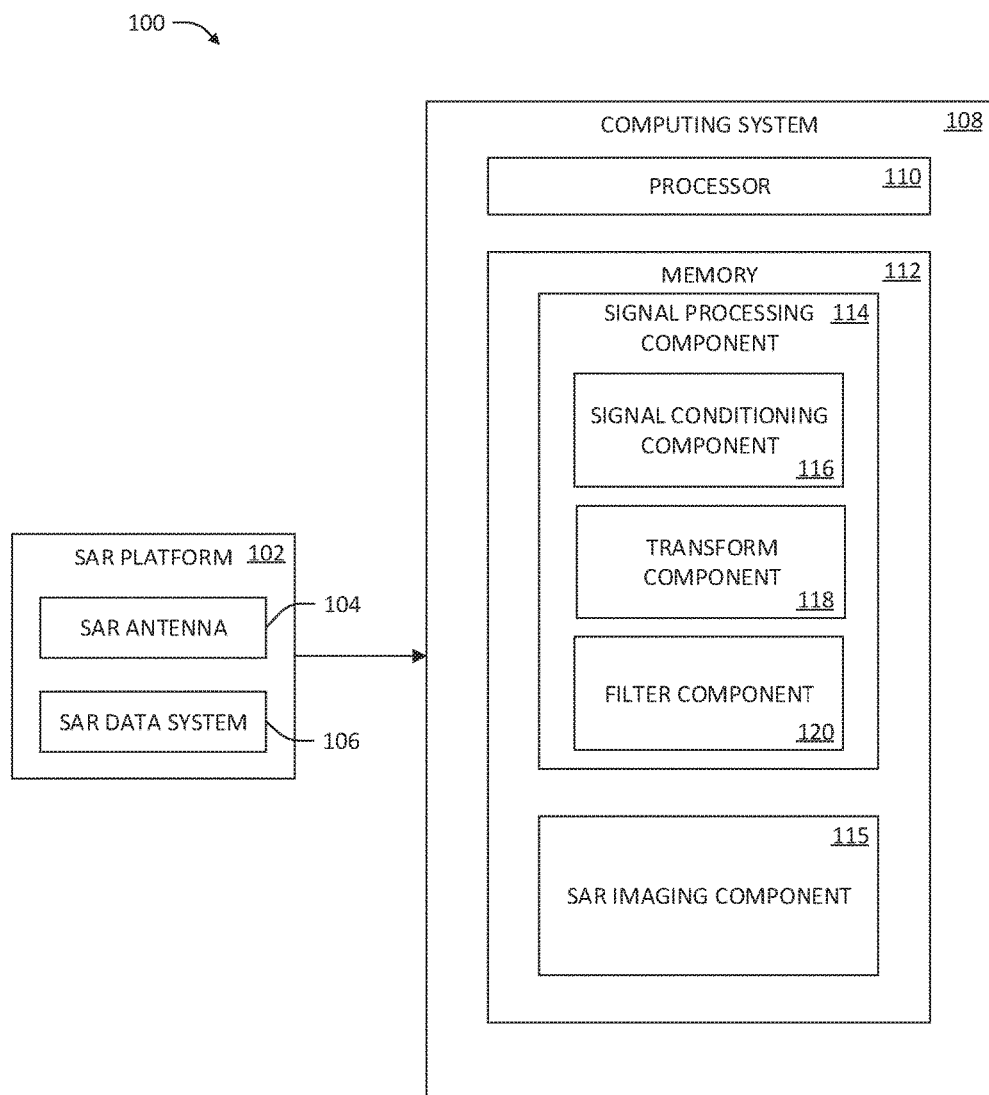 100
COMPUTING SYSTEM 108
PROCESSOR 110
MEMORY 112
SIGNAL PROCESSING 114
COMPONENT
SIGNAL CONDITIONING
COMPONENT
116
TRANSFORM
COMPONENT
118
FILTER COMPONENT
120
115
SAR IMAGING COMPONENT
SAR PLATFORM 102
SAR ANTENNA 104
SAR DATA SYSTEM 106